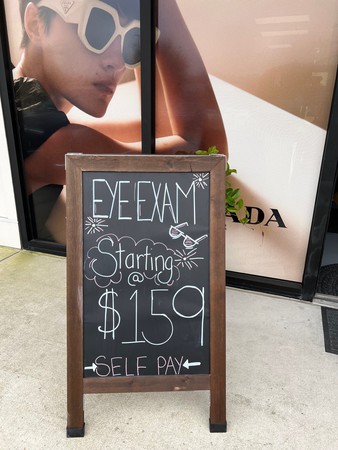 EYE EXAM
Starting
@
$159
SELF PAY
ADA